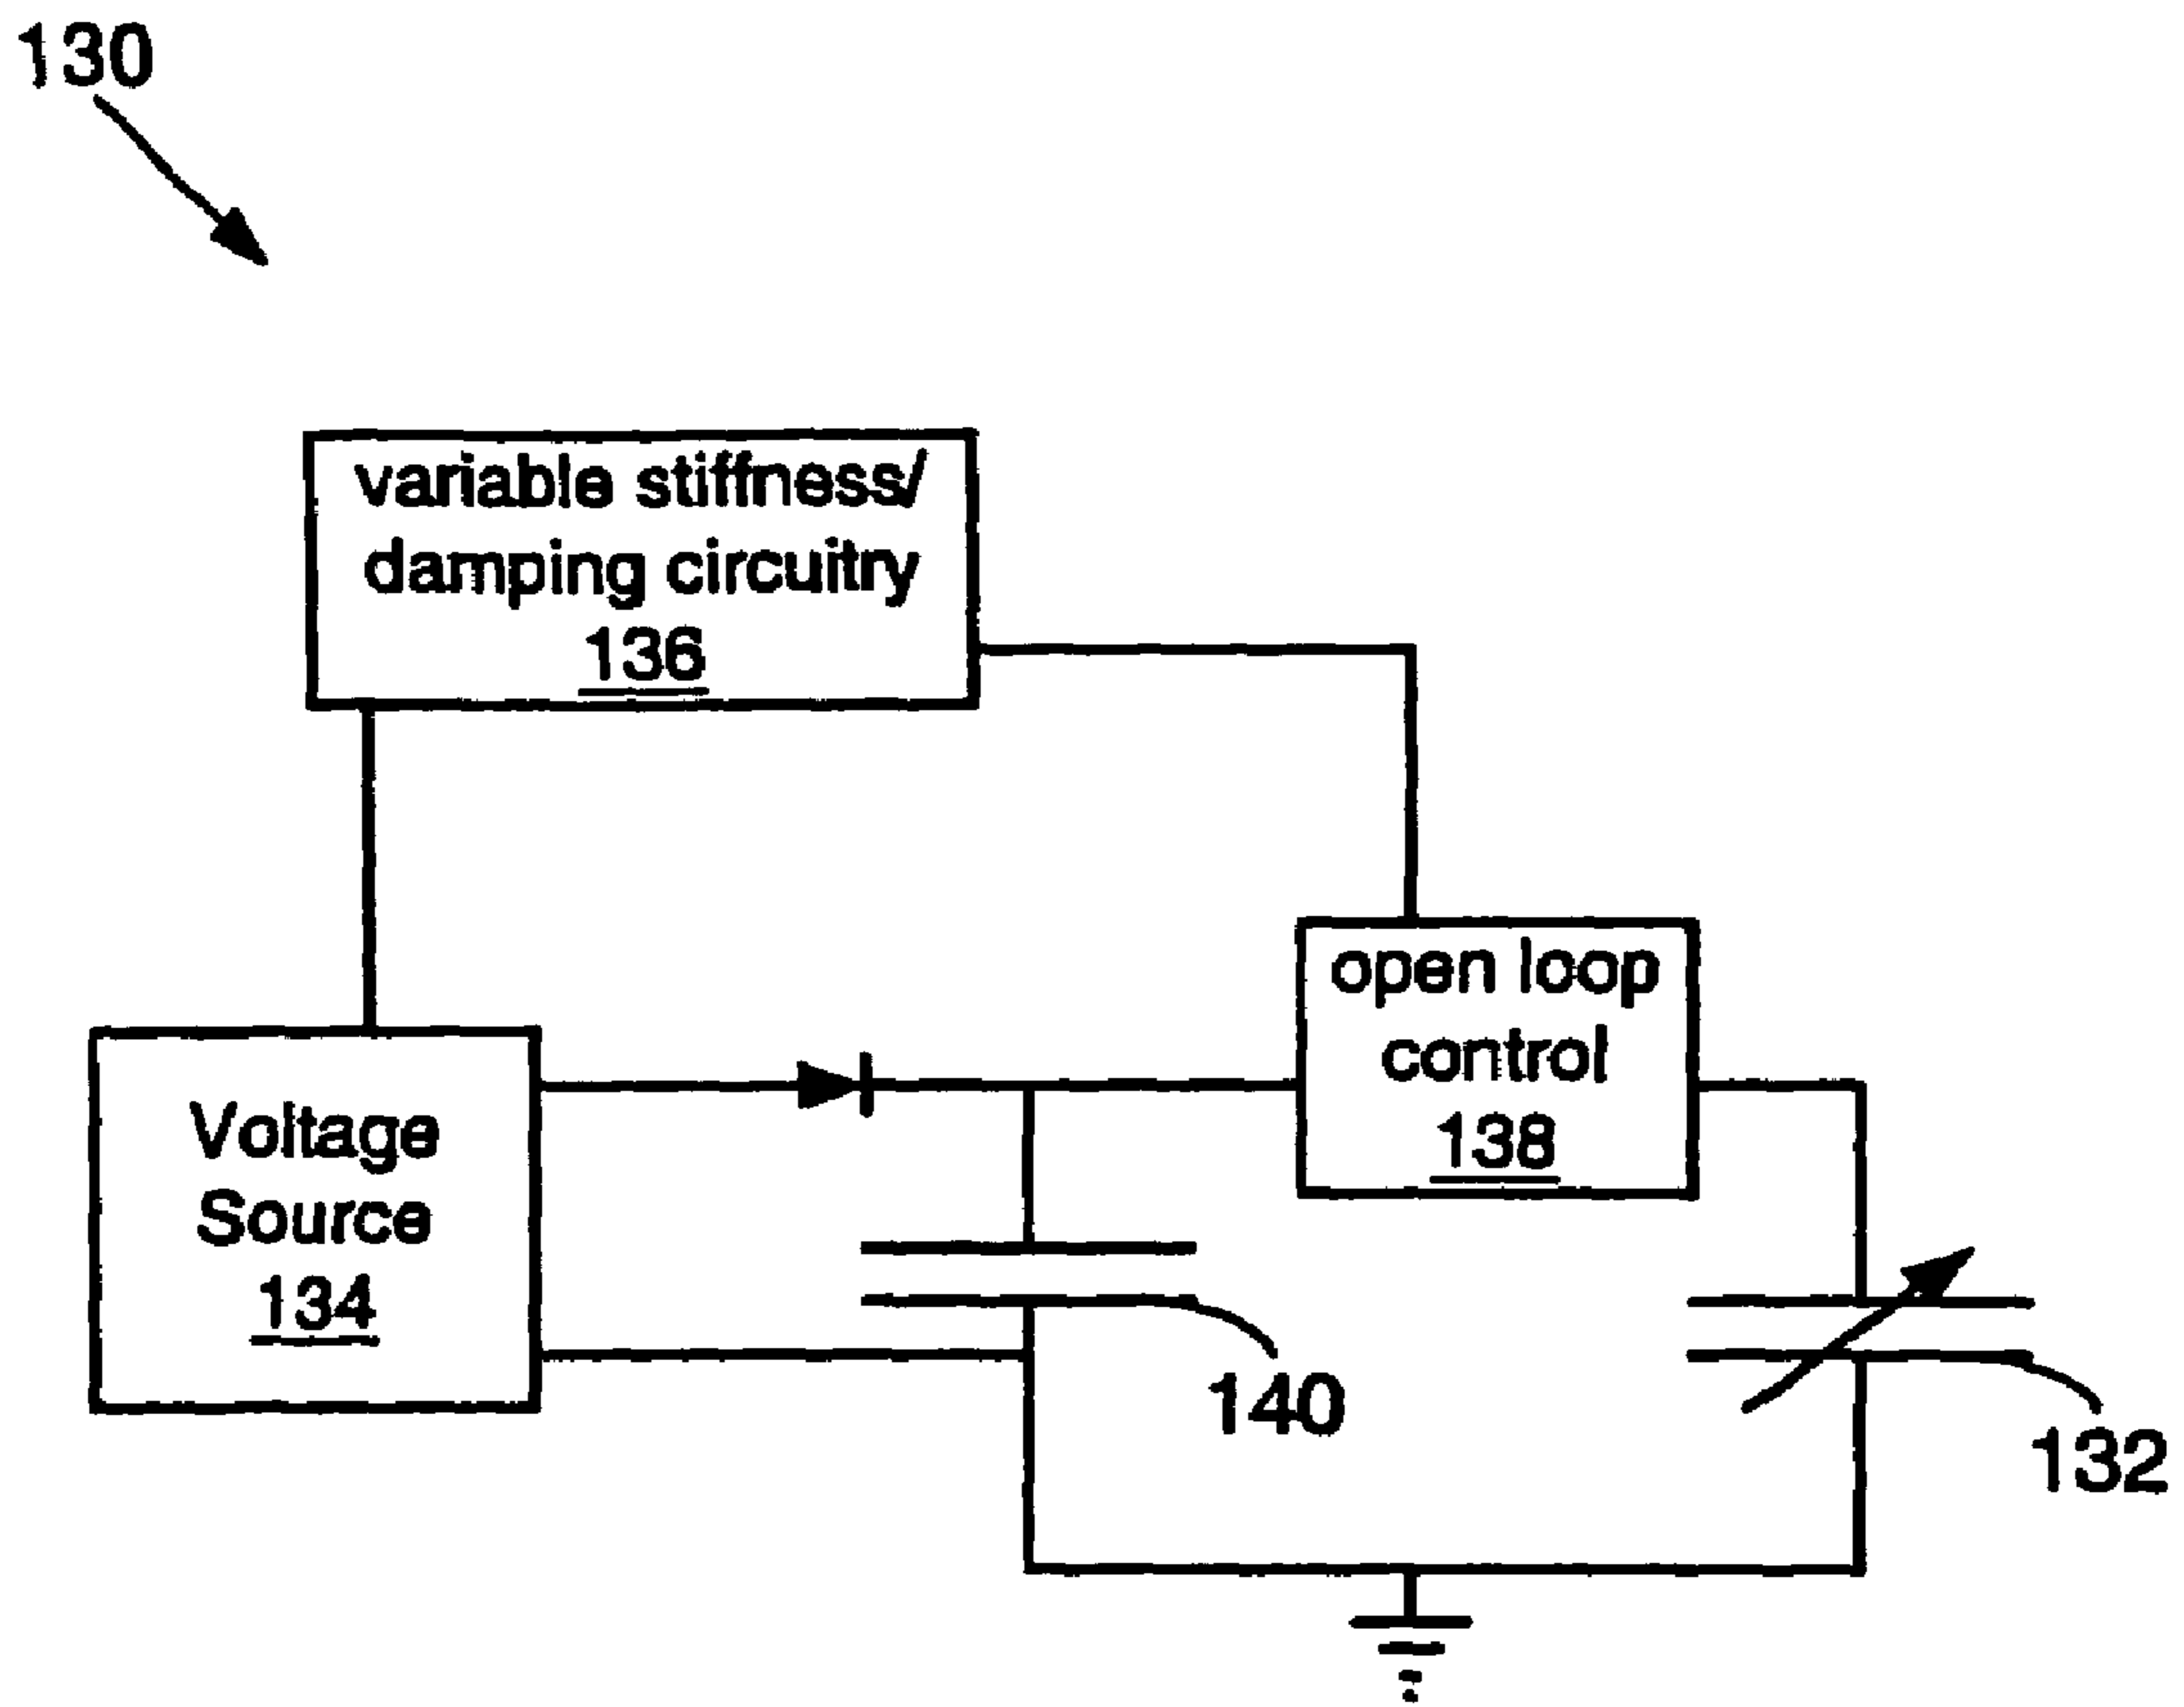 130
variable stiffness/
damping circuitry
136
open loop
control
138
Voltage
Source
134
140
132